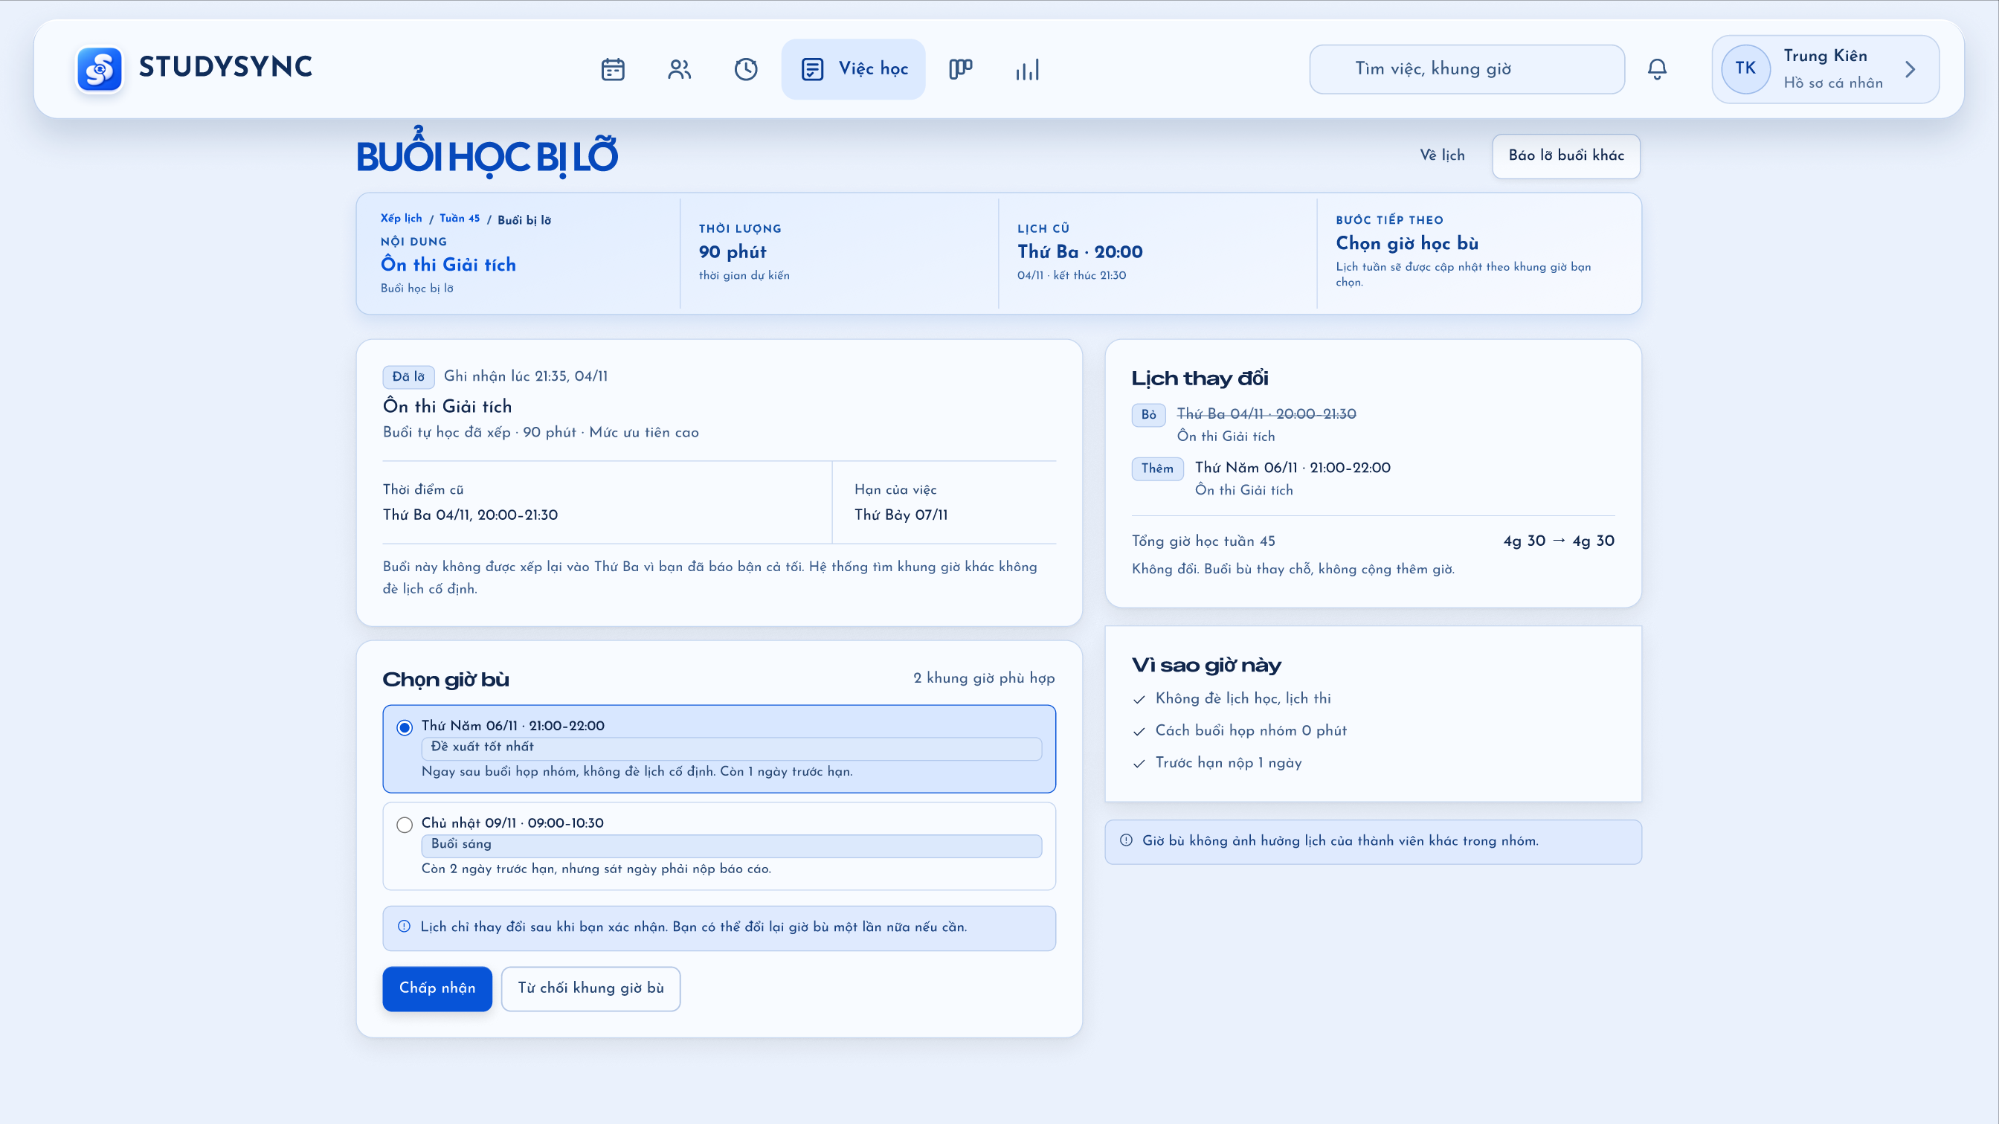 STUDYSYNC
Việc học
Tìm việc, khung giờ
TK
Trung Kiên
Hồ sơ cá nhân
BUỔI HỌC BỊ LỠ
Về lịch
Báo lỡ buổi khác
Xếp lịch / Tuần 45 / Buổi bị lỡ
NỘI DUNG
Ôn thi Giải tích
Buổi học bị lỡ
THỜI LƯỢNG
90 phút
thời gian dự kiến
LỊCH CŨ
Thứ Ba · 20:00
04/11 · kết thúc 21:30
BƯỚC TIẾP THEO
Chọn giờ học bù
Lịch tuần sẽ được cập nhật theo khung giờ bạn
chọn.
Đã lỡ
Ghi nhận lúc 21:35, 04/11
Ôn thi Giải tích
Buổi tự học đã xếp · 90 phút · Mức ưu tiên cao
Thời điểm cũ
Thứ Ba 04/11, 20:00–21:30
Hạn của việc
Thứ Bảy 07/11
Buổi này không được xếp lại vào Thứ Ba vì bạn đã báo bận cả tối. Hệ thống tìm khung giờ khác không
đè lịch cố định.
Chọn giờ bù
2 khung giờ phù hợp
Thứ Năm 06/11 · 21:00–22:00
Đề xuất tốt nhất
Ngay sau buổi họp nhóm, không đè lịch cố định. Còn 1 ngày trước hạn.
Chủ nhật 09/11 · 09:00–10:30
Buổi sáng
Còn 2 ngày trước hạn, nhưng sát ngày phải nộp báo cáo.
Lịch chỉ thay đổi sau khi bạn xác nhận. Bạn có thể đổi lại giờ bù một lần nữa nếu cần.
Chấp nhận
Từ chối khung giờ bù
Lịch thay đổi
Bỏ
Thứ Ba 04/11 · 20:00–21:30
Ôn thi Giải tích
Thêm
Thứ Năm 06/11 · 21:00–22:00
Ôn thi Giải tích
Tổng giờ học tuần 45
4g 30 → 4g 30
Không đổi. Buổi bù thay chỗ, không cộng thêm giờ.
Vì sao giờ này
Không đè lịch học, lịch thi
Cách buổi họp nhóm 0 phút
Trước hạn nộp 1 ngày
Giờ bù không ảnh hưởng lịch của thành viên khác trong nhóm.